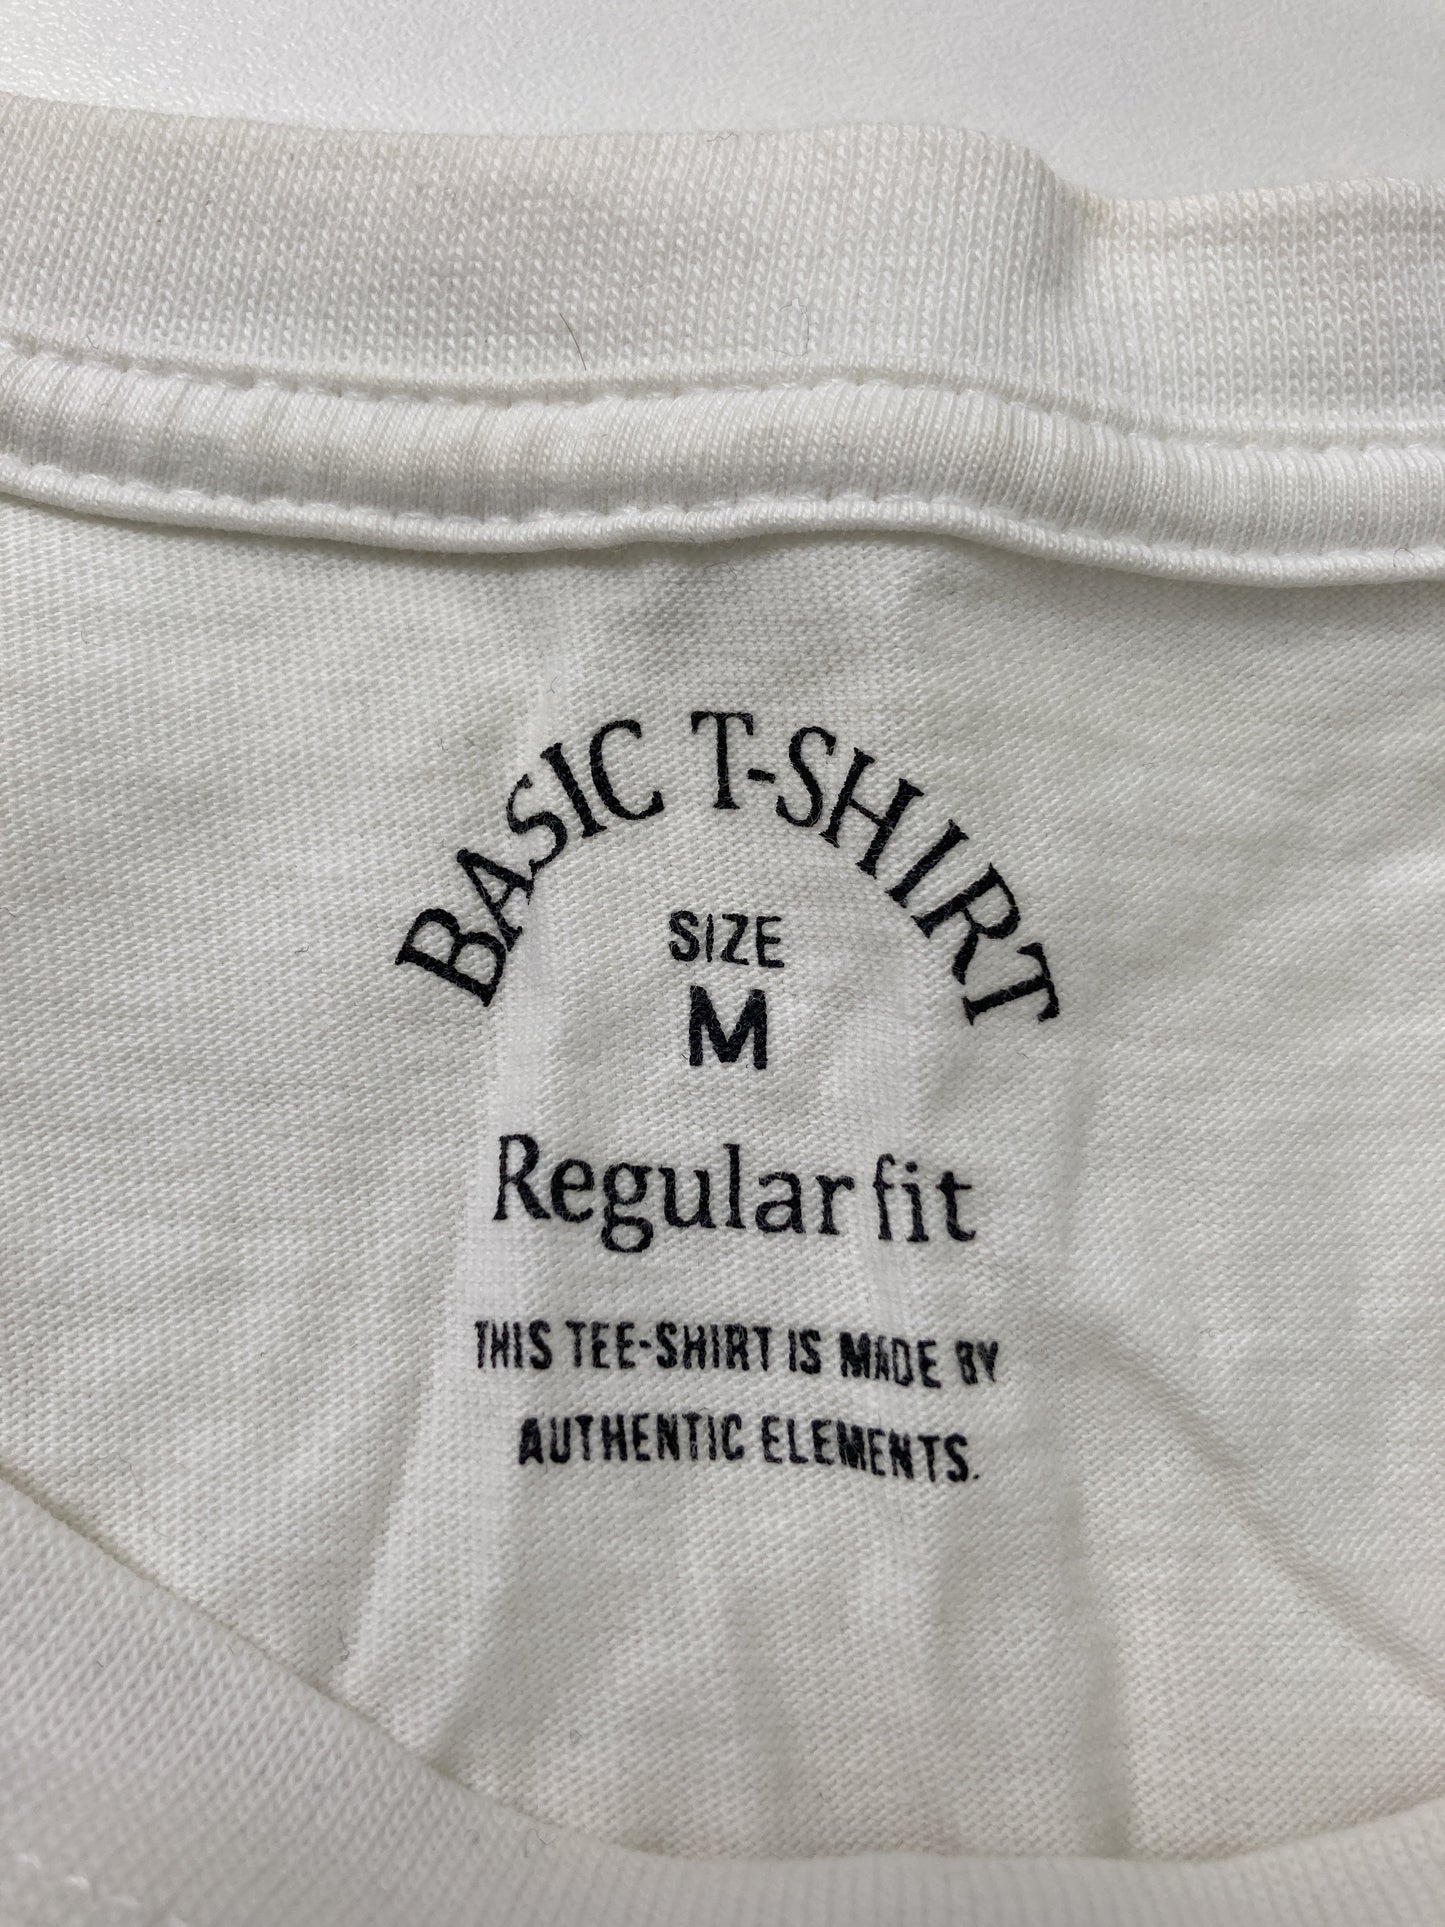 BASIC T-SHIRT
SIZE
M
Regular fit
THIS TEE-SHIRT IS MADE BY
AUTHENTIC ELEMENTS.